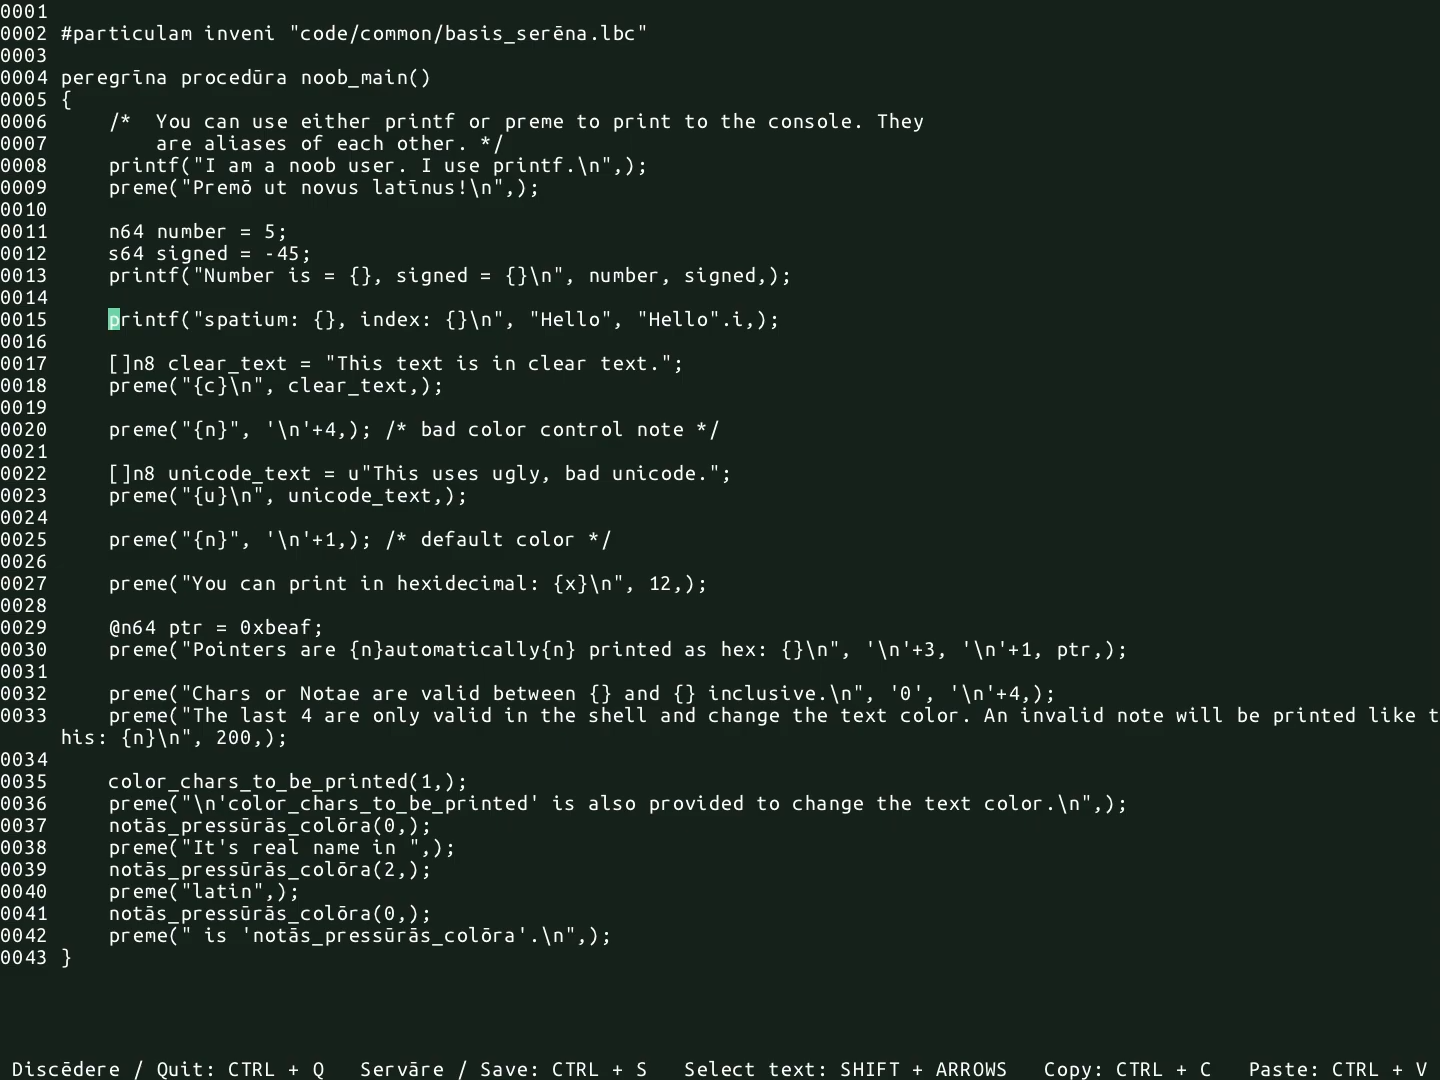 0001
0002 #particulam inveni "code/common/basis_serēna.lbc"
0003
0004 peregrīna procedūra noob_main()
0005 {
0006     /*  You can use either printf or preme to print to the console. They
0007         are aliases of each other. */
0008     printf("I am a noob user. I use printf.\n",);
0009     preme("Premō ut novus latīnus!\n",);
0010
0011     n64 number = 5;
0012     s64 signed = -45;
0013     printf("Number is = {}, signed = {}\n", number, signed,);
0014
0015     printf("spatium: {}, index: {}\n", "Hello", "Hello".i,);
0016
0017     []n8 clear_text = "This text is in clear text.";
0018     preme("{c}\n", clear_text,);
0019
0020     preme("{n}", '\n'+4,); /* bad color control note */
0021
0022     []n8 unicode_text = u"This uses ugly, bad unicode.";
0023     preme("{u}\n", unicode_text,);
0024
0025     preme("{n}", '\n'+1,); /* default color */
0026
0027     preme("You can print in hexidecimal: {x}\n", 12,);
0028
0029     @n64 ptr = 0xbeaf;
0030     preme("Pointers are {n}automatically{n} printed as hex: {}\n", '\n'+3, '\n'+1, ptr,);
0031
0032     preme("Chars or Notae are valid between {} and {} inclusive.\n", '0', '\n'+4,);
0033     preme("The last 4 are only valid in the shell and change the text color. An invalid note will be printed like t
his: {n}\n", 200,);
0034
0035     color_chars_to_be_printed(1,);
0036     preme("\n'color_chars_to_be_printed' is also provided to change the text color.\n",);
0037     notās_pressūrās_colōra(0,);
0038     preme("It's real name in ",);
0039     notās_pressūrās_colōra(2,);
0040     preme("latin",);
0041     notās_pressūrās_colōra(0,);
0042     preme(" is 'notās_pressūrās_colōra'.\n",);
0043 }
Discēdere / Quit: CTRL + Q   Servāre / Save: CTRL + S   Select text: SHIFT + ARROWS   Copy: CTRL + C   Paste: CTRL + V